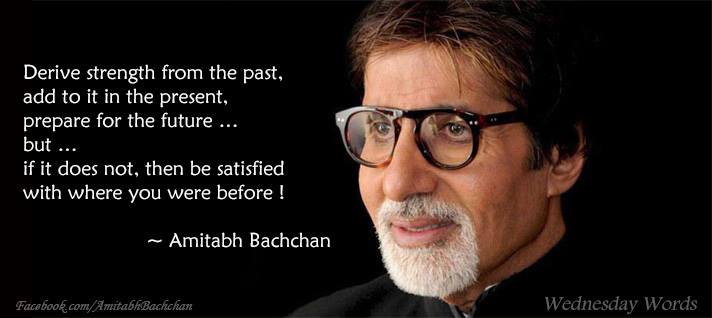 Derive strength from the past,
add to it in the present,
prepare for the future ...
but ...
if it does not, then be satisfied
with where you were before !
~ Amitabh Bachchan
Facebook.com/AmitabhBachchan
Wednesday Words